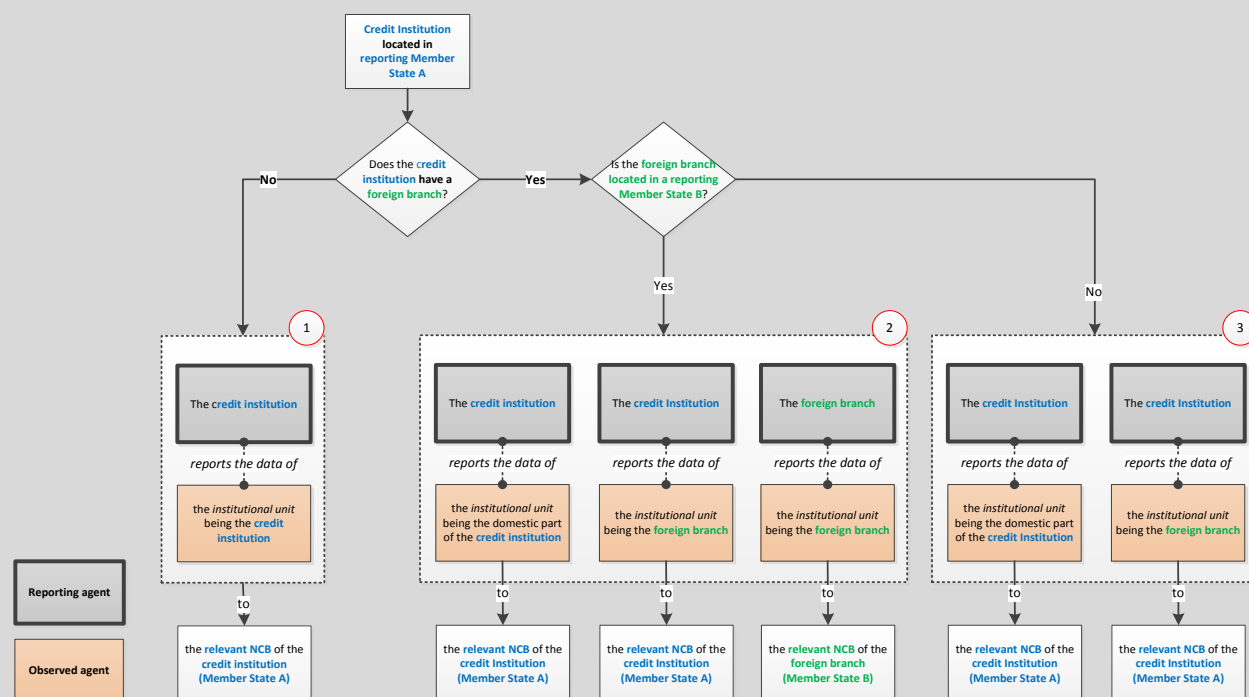 Credit Institution
located in
reporting Member
State A
Does the credit
institution have a
foreign branch?
Is the foreign branch
located in a reporting
Member State B?
No
Yes
Yes
No
1
2
3
The credit institution
The credit institution
The credit Institution
The foreign branch
The credit Institution
The credit Institution
reports the data of
reports the data of
reports the data of
reports the data of
reports the data of
reports the data of
the institutional unit
being the credit
institution
the institutional unit
being the domestic part
of the credit institution
the institutional unit
being the foreign branch
the institutional unit
being the foreign branch
the institutional unit
being the domestic part
of the credit Institution
the institutional unit
being the foreign branch
Reporting agent
to
to
to
to
to
to
Observed agent
the relevant NCB of the
credit institution
(Member State A)
the relevant NCB of the
credit Institution
(Member State A)
the relevant NCB of the
credit Institution
(Member State A)
the relevant NCB of the
foreign branch
(Member State B)
the relevant NCB of the
credit Institution
(Member State A)
the relevant NCB of the
credit Institution
(Member State A)